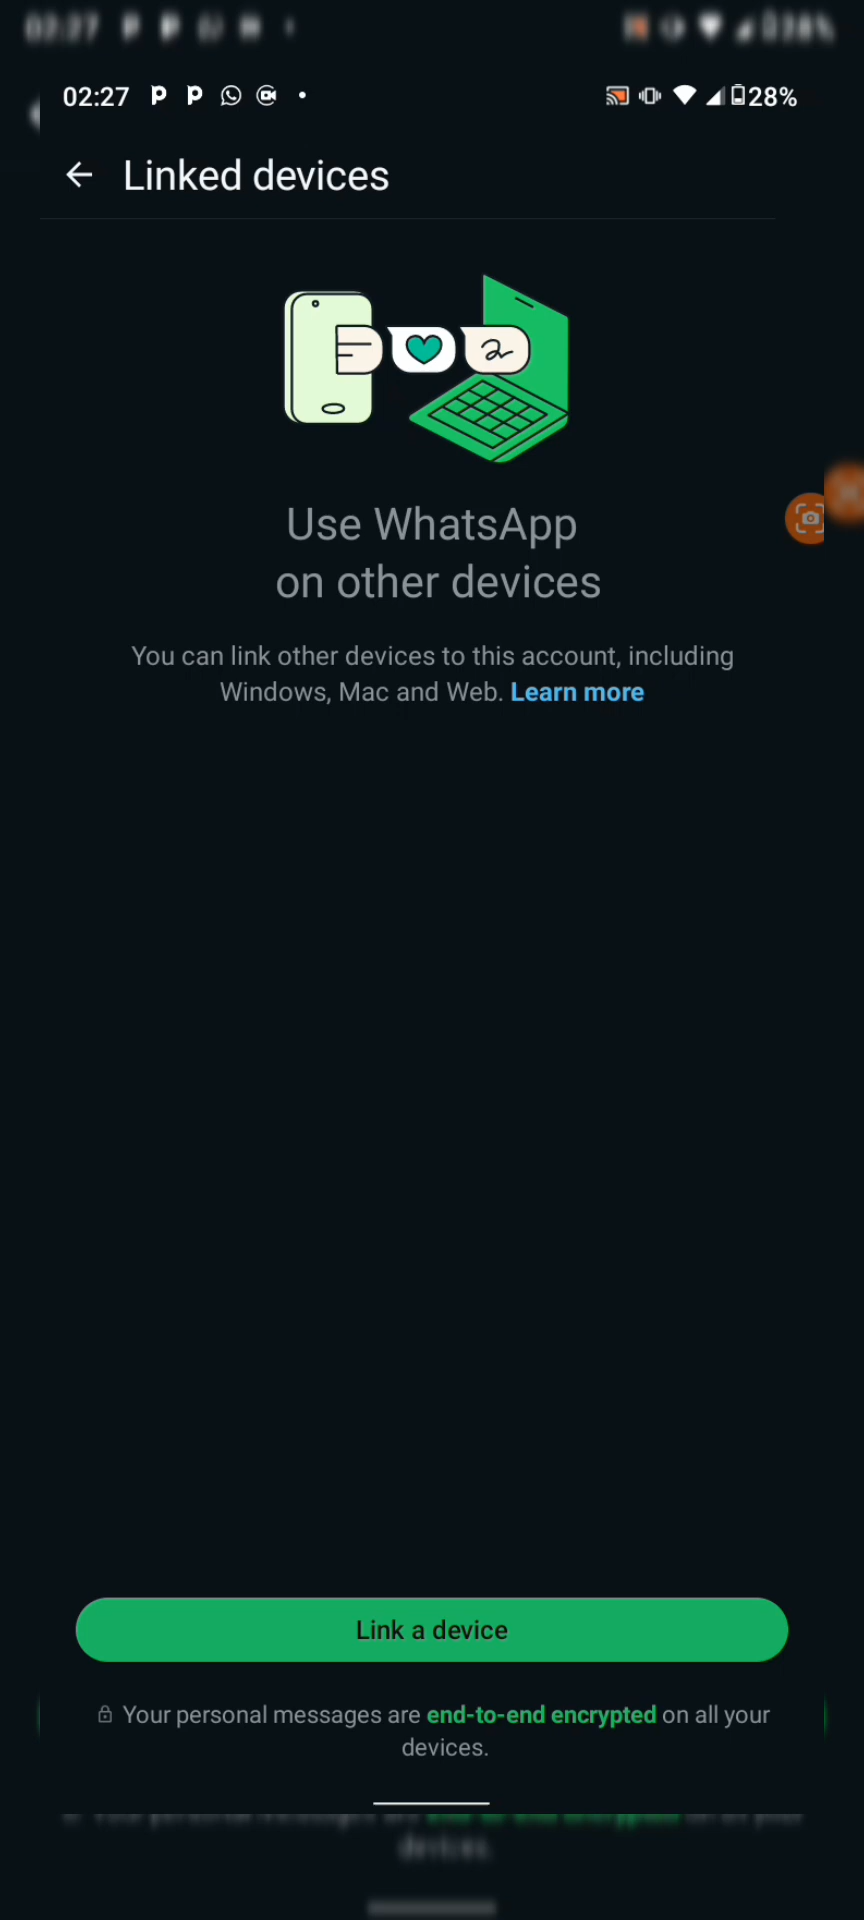 02:27
28%
Linked devices
Use WhatsApp
on other devices
You can link other devices to this account, including
Windows, Mac and Web. Learn more
Link a device
Your personal messages are end-to-end encrypted on all your
devices.